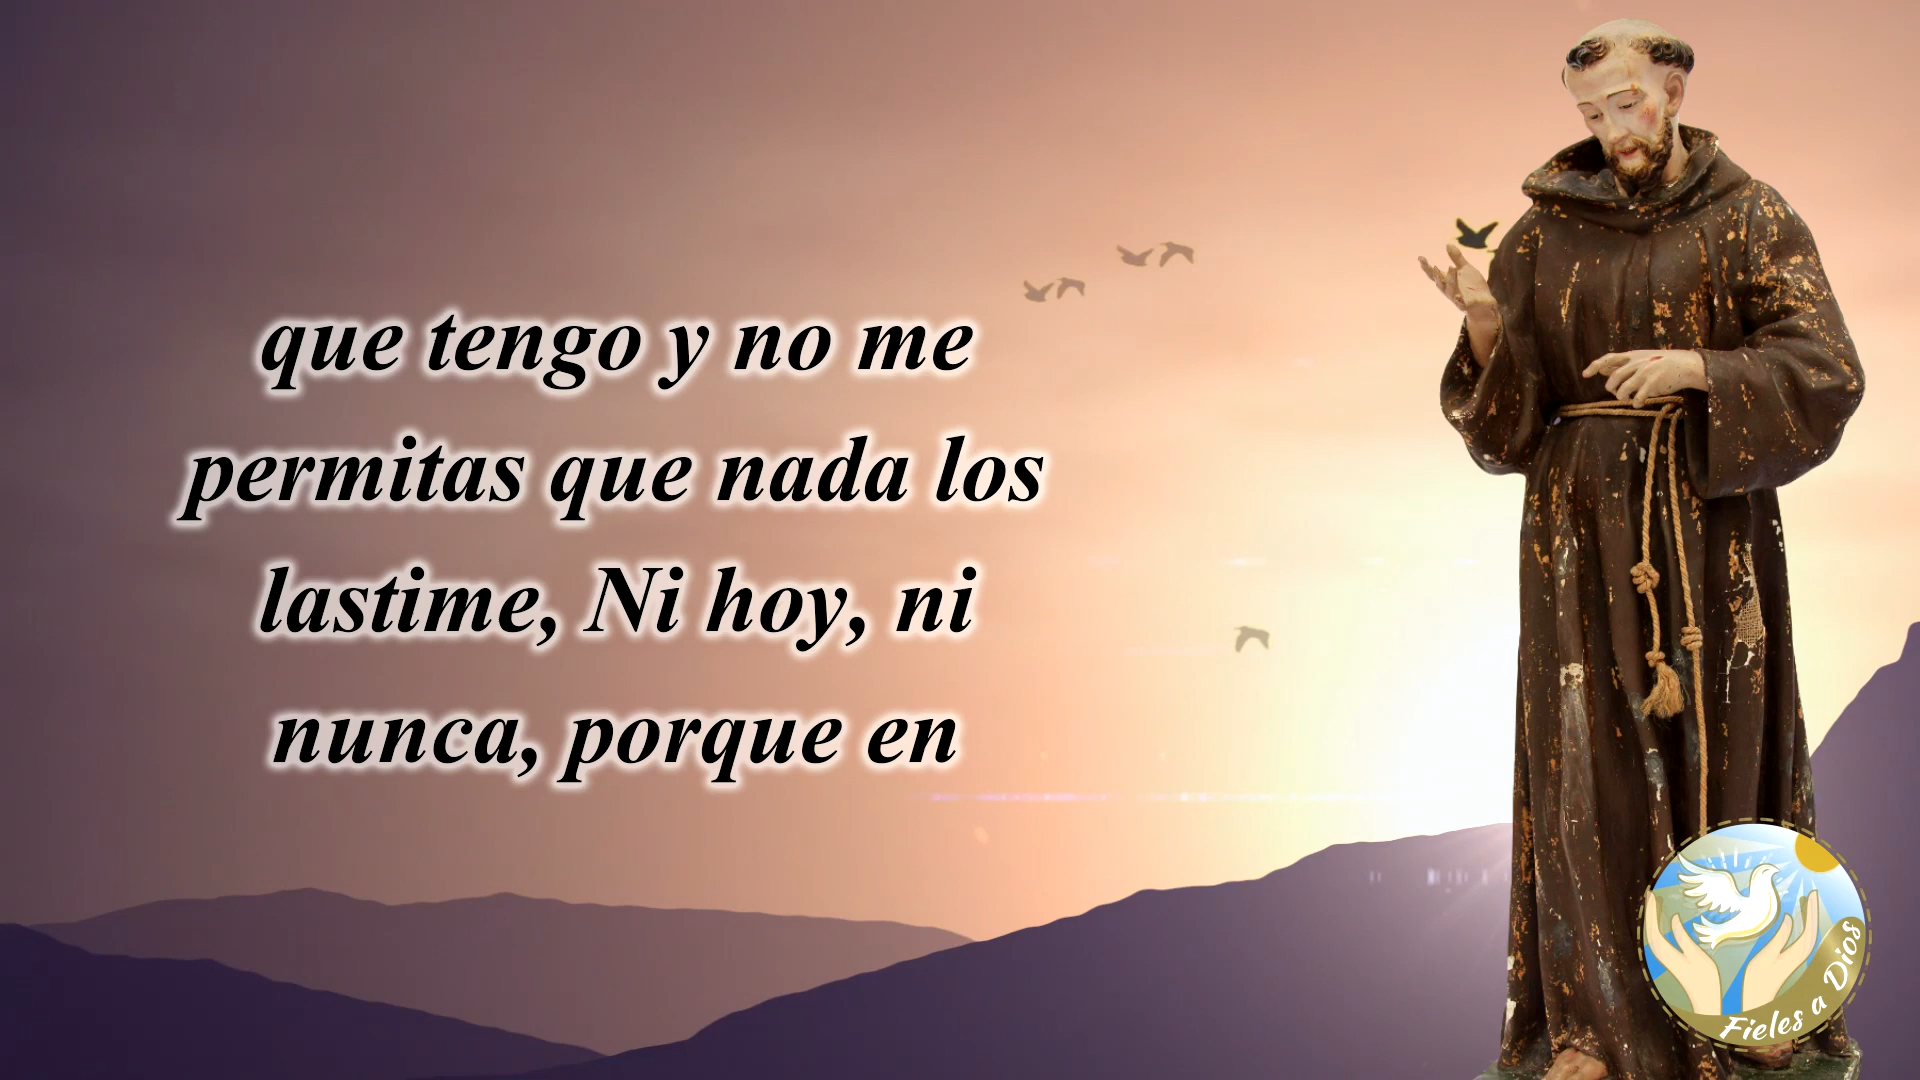 que tengo y no me
permitas que nada los
lastime, Ni hoy, ni
nunca, porque en
Fieles a Dios